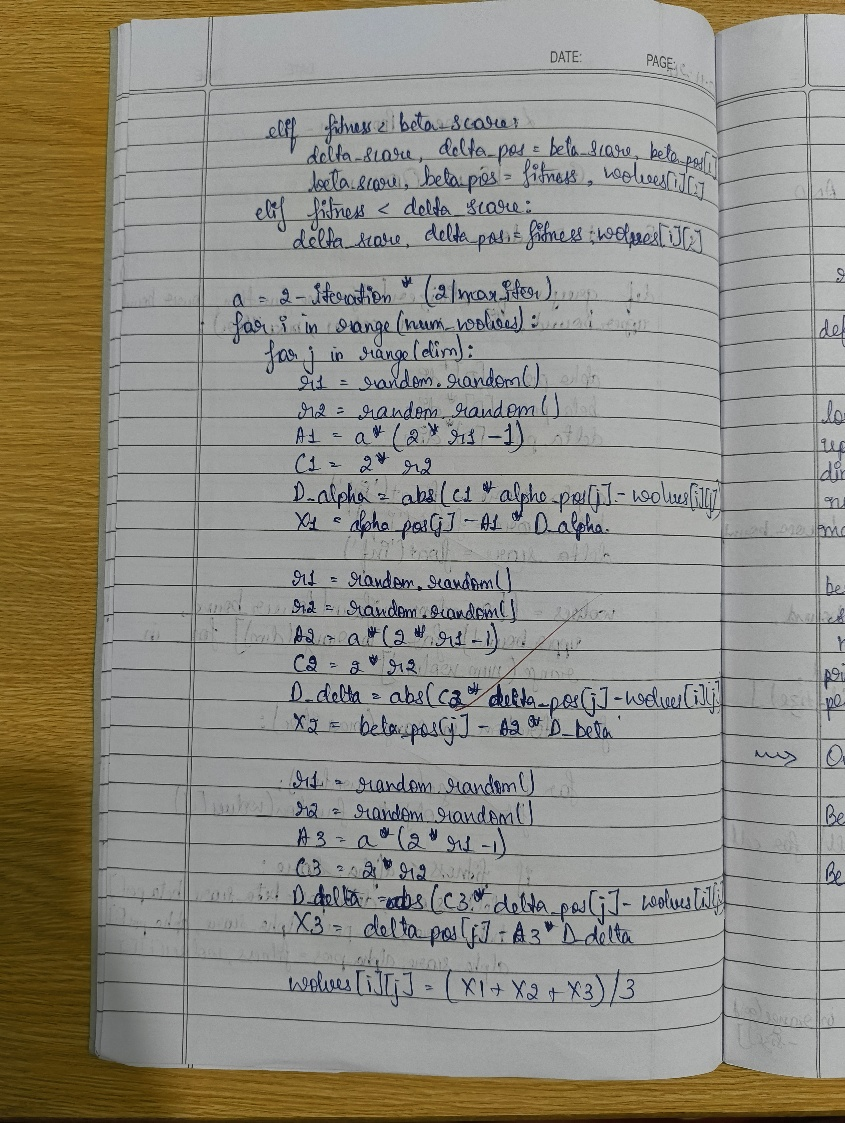 DATE:
PAGE:
elif fitness < beta_score:
delta_score, delta_pos = beta_score, beta_pos[:]
beta_score, beta_pos = fitness, wolves[i][:]
elif fitness < delta_score:
delta_score, delta_pos = fitness, wolves[i][:]
a = 2 - iteration * (2/max_iter)
for i in range(num_wolves):
for j in range(dim):
r1 = random.random()
r2 = random.random()
A1 = a * (2 * r1 - 1)
C1 = 2 * r2
D_alpha = abs(C1 * alpha_pos[j] - wolves[i][j]
X1 = alpha_pos[j] - A1 * D_alpha.
r1 = random.random()
r2 = random.random()
A2 = a * (2 * r1 - 1)
C2 = 2 * r2
D_delta = abs(C2 * delta_pos[j] - wolves[i][j]
X2 = beta_pos[j] - A2 * D_beta
r1 = random.random()
r2 = random.random()
A3 = a * (2 * r1 - 1)
C3 = 2 * r2
D_delta = abs(C3 * delta_pos[j] - wolves[i][j]
X3 = delta_pos[j] - A3 * D_delta
wolves[i][j] = (X1 + X2 + X3)/3